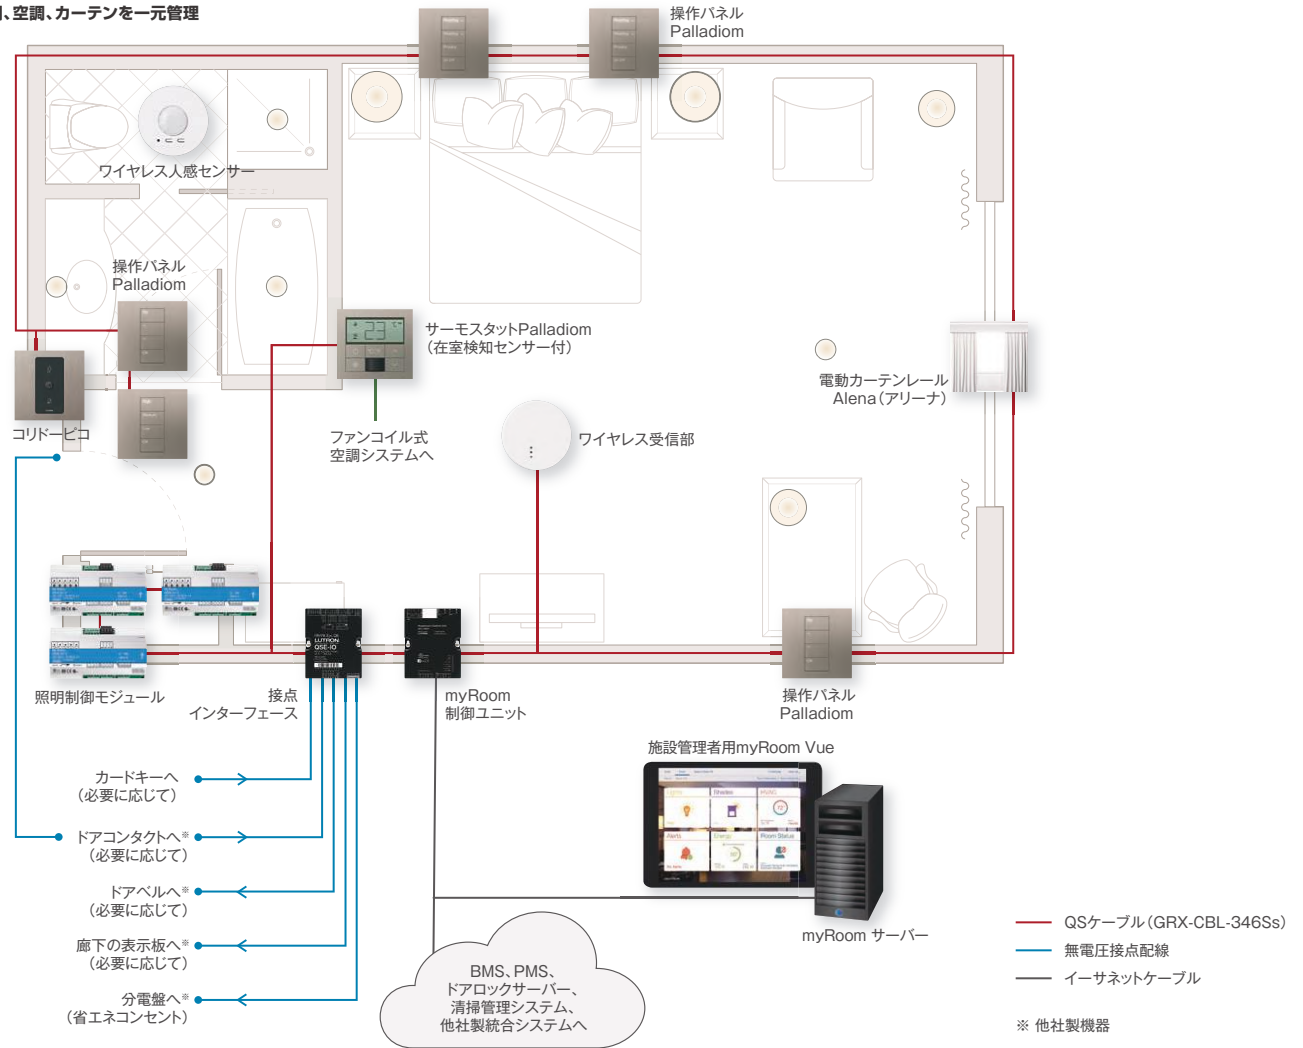 、空調、カーテンを一元管理
操作パネル
Palladiom
ワイヤレス人感センサー
操作パネル
Palladiom
サーモスタットPalladiom
（在室検知センサー付）
23
電動カーテンレール
Alena（アリーナ）
コリドーピコ
ファンコイル式
空調システムへ
ワイヤレス受信部
LUTRON
QSE-IO
照明制御モジュール
接点
インターフェース
myRoom
制御ユニット
操作パネル
Palladiom
施設管理者用myRoom Vue
Lights
Shades
HVAC
Alerts
Energy
Room Status
カードキーへ
（必要に応じて）
ドアコンタクトへ※
（必要に応じて）
ドアベルへ※
（必要に応じて）
廊下の表示板へ※
（必要に応じて）
分電盤へ※
（省エネコンセント）
myRoom サーバー
BMS、PMS、
ドアロックサーバー、
清掃管理システム、
他社製統合システムへ
QSケーブル（GRX-CBL-346Ss）
無電圧接点配線
イーサネットケーブル
※ 他社製機器